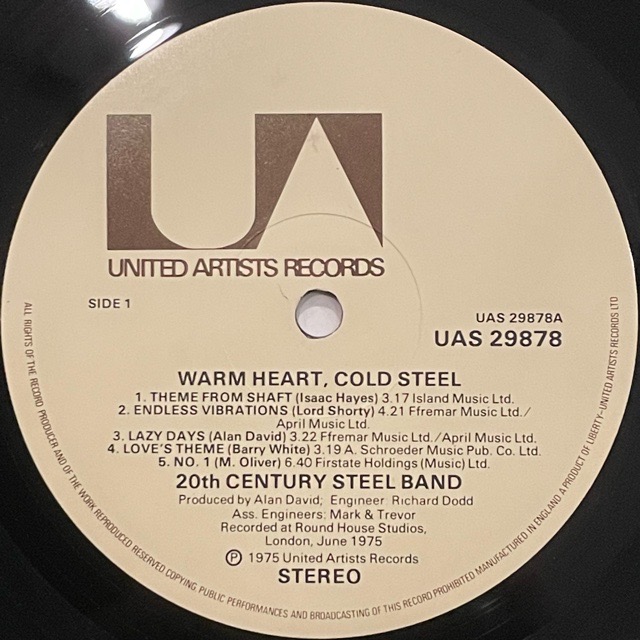 UA
UNITED ARTISTS RECORDS
SIDE 1
UAS 29878A
UAS 29878
WARM HEART, COLD STEEL
1. THEME FROM SHAFT (Isaac Hayes) 3.17 Island Music Ltd.
2. ENDLESS VIBRATIONS (Lord Shorty) 4.21 Ffremar Music Ltd./
April Music Ltd.
3. LAZY DAYS (Alan David) 3.22 Ffremar Music Ltd./April Music Ltd.
4. LOVE'S THEME (Barry White) 3.19 A. Schroeder Music Pub. Co. Ltd.
5. NO. 1 (M. Oliver) 6.40 Firstate Holdings (Music) Ltd.
20th CENTURY STEEL BAND
Produced by Alan David; Engineer: Richard Dodd
Ass. Engineers: Mark & Trevor
Recorded at Round House Studios,
London, June 1975
Ⓟ 1975 United Artists Records
STEREO
ALL RIGHTS OF THE RECORD PRODUCER AND OF THE WORK REPRODUCED RESERVED COPYING PUBLIC PERFORMANCES AND BROADCASTING OF THIS RECORD PROHIBITED MANUFACTURED IN ENGLAND A PRODUCT OF LIBERTY-UNITED ARTISTS RECORDS LTD